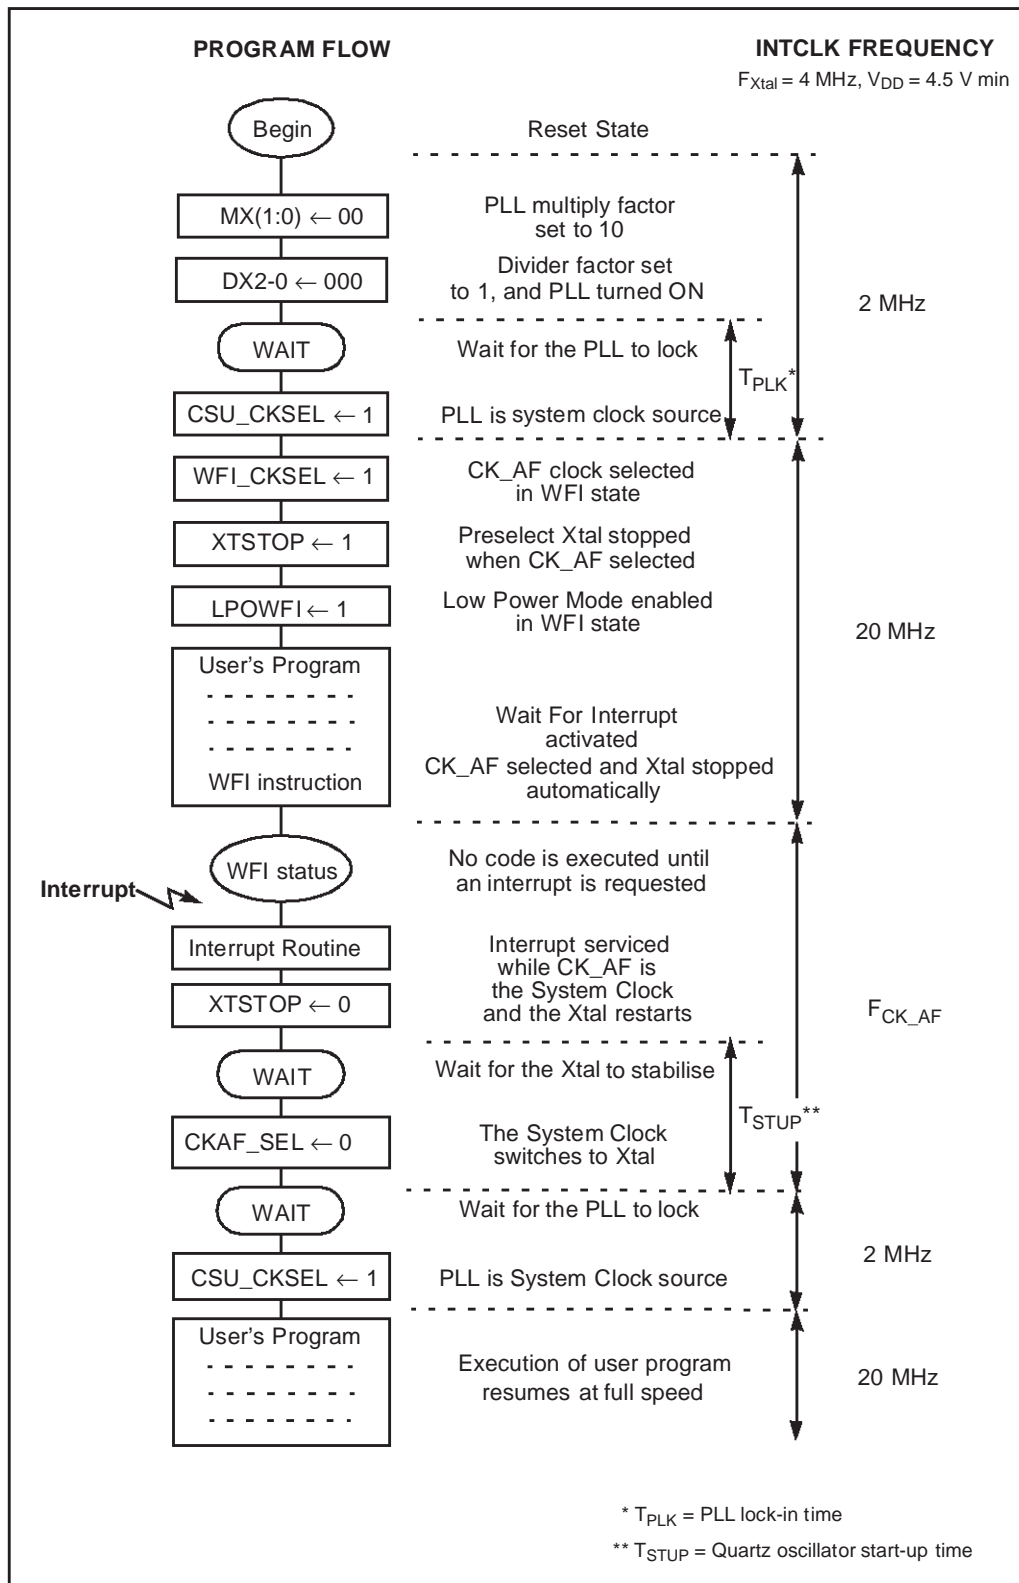 PROGRAM FLOW
INTCLK FREQUENCY
FXtal = 4 MHz, VDD = 4.5 V min
Begin
Reset State
MX(1:0) ← 00
PLL multiply factor
set to 10
DX2-0 ← 000
Divider factor set
to 1, and PLL turned ON
2 MHz
WAIT
Wait for the PLL to lock
TPLK*
CSU_CKSEL ← 1
PLL is system clock source
WFI_CKSEL ← 1
CK_AF clock selected
in WFI state
XTSTOP ← 1
Preselect Xtal stopped
when CK_AF selected
LPOWFI ← 1
Low Power Mode enabled
in WFI state
20 MHz
User's Program
- - - - - - - - - -
- - - - - - - - - -
- - - - - - - - - -
WFI instruction
Wait For Interrupt
activated
CK_AF selected and Xtal stopped
automatically
WFI status
No code is executed until
an interrupt is requested
Interrupt
Interrupt Routine
Interrupt serviced
while CK_AF is
the System Clock
and the Xtal restarts
XTSTOP ← 0
FCK_AF
WAIT
Wait for the Xtal to stabilise
TSTUP**
CKAF_SEL ← 0
The System Clock
switches to Xtal
WAIT
Wait for the PLL to lock
2 MHz
CSU_CKSEL ← 1
PLL is System Clock source
User's Program
- - - - - - - - - -
- - - - - - - - - -
- - - - - - - - - -
Execution of user program
resumes at full speed
20 MHz
* TPLK = PLL lock-in time
** TSTUP = Quartz oscillator start-up time